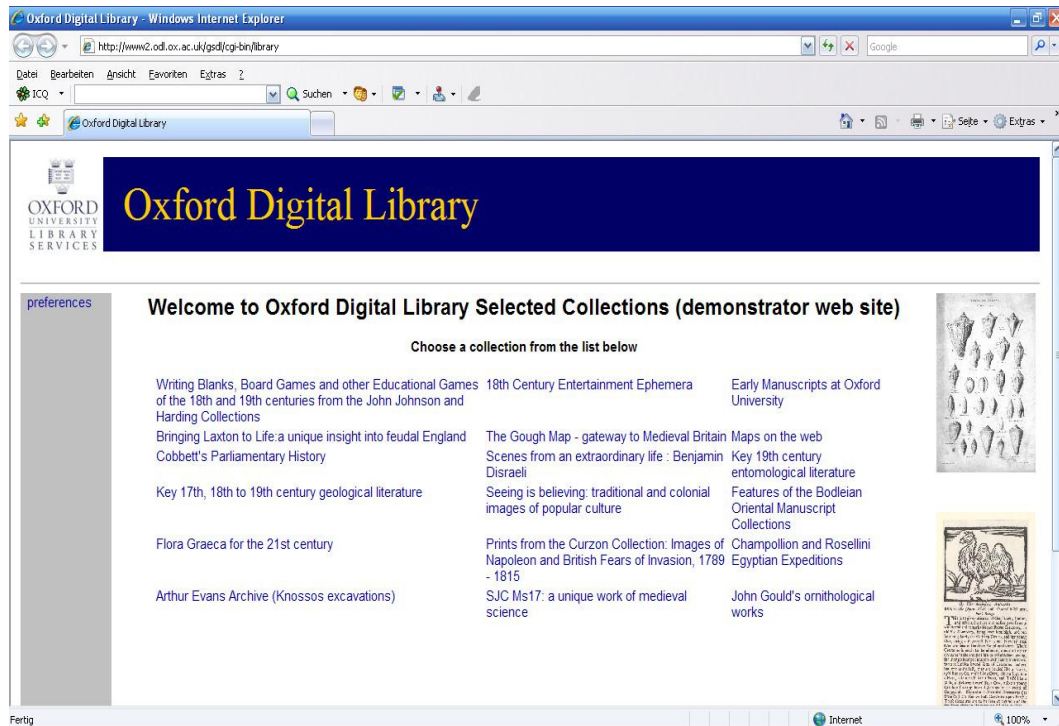 Oxford Digital Library - Windows Internet Explorer
http://www2.odl.ox.ac.uk/gsdl/cgi-bin/library
Google
Datei Bearbeiten Ansicht Favoriten Extras ?
ICQ
Suchen
Oxford Digital Library
Seite Extras
OXFORD
UNIVERSITY
LIBRARY
SERVICES
Oxford Digital Library
preferences
Welcome to Oxford Digital Library Selected Collections (demonstrator web site)
Choose a collection from the list below
Writing Blanks, Board Games and other Educational Games
of the 18th and 19th centuries from the John Johnson and
Harding Collections
18th Century Entertainment Ephemera
Early Manuscripts at Oxford
University
Bringing Laxton to Life:a unique insight into feudal England
The Gough Map - gateway to Medieval Britain
Maps on the web
Cobbett's Parliamentary History
Scenes from an extraordinary life : Benjamin
Disraeli
Key 19th century
entomological literature
Key 17th, 18th to 19th century geological literature
Seeing is believing: traditional and colonial
images of popular culture
Features of the Bodleian
Oriental Manuscript
Collections
Flora Graeca for the 21st century
Prints from the Curzon Collection: Images of
Napoleon and British Fears of Invasion, 1789
- 1815
Champollion and Rosellini
Egyptian Expeditions
Arthur Evans Archive (Knossos excavations)
SJC Ms17: a unique work of medieval
science
John Gould's ornithological
works
Fertig
Internet
100%